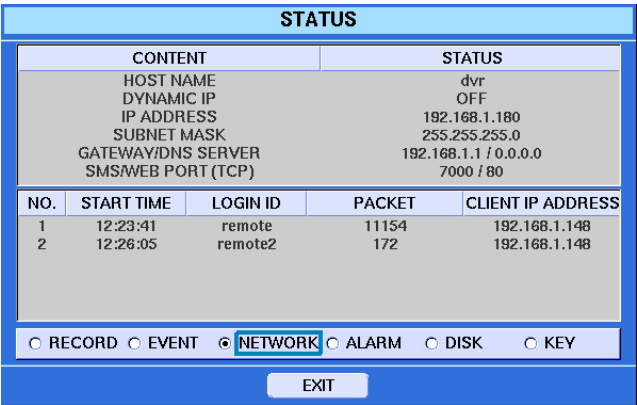 STATUS
CONTENT STATUS
HOST NAME dvr
DYNAMIC IP OFF
IP ADDRESS 192.168.1.180
SUBNET MASK 255.255.255.0
GATEWAY/DNS SERVER 192.168.1.1 / 0.0.0.0
SMS/WEB PORT (TCP) 7000 / 80
NO. START TIME LOGIN ID PACKET CLIENT IP ADDRESS
1 12:23:41 remote 11154 192.168.1.148
2 12:26:05 remote2 172 192.168.1.148
RECORD EVENT NETWORK ALARM DISK KEY
EXIT